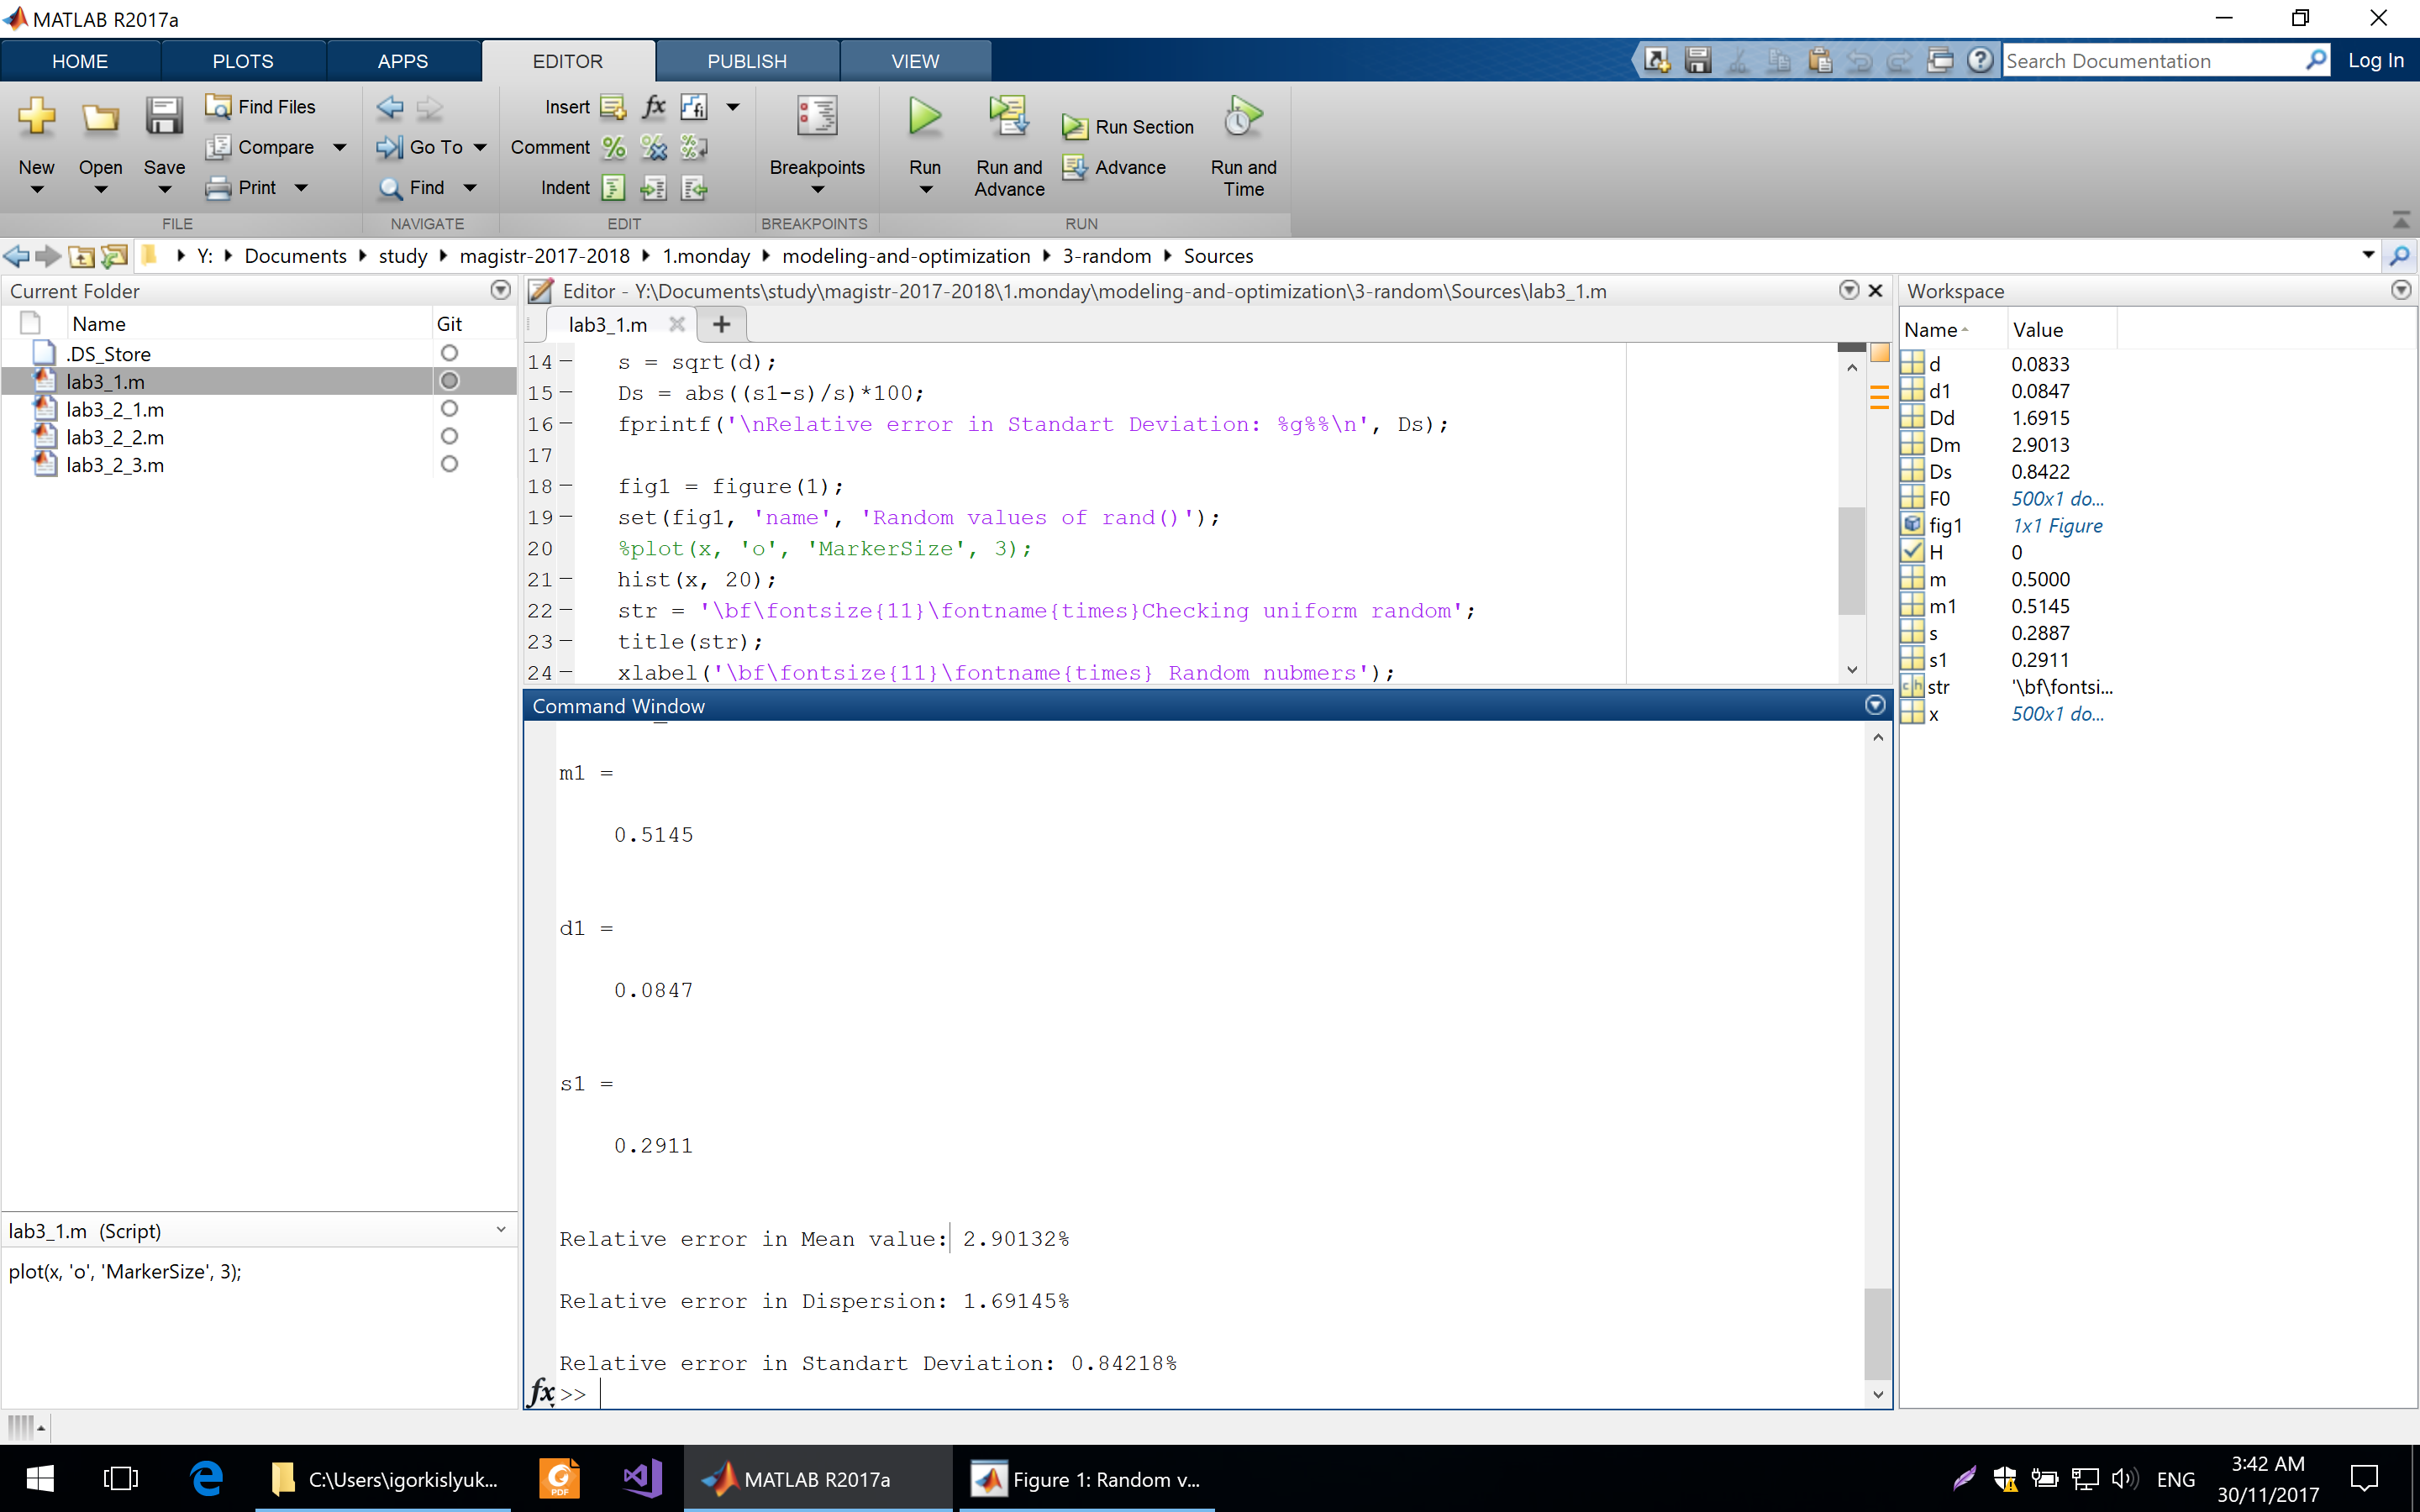 MATLAB R2017a
HOME PLOTS APPS EDITOR PUBLISH VIEW Search Documentation Log In
New Open Save Find Files Compare Print
FILE
Go To Find
NAVIGATE
Insert fx fi
Comment
Indent
EDIT
Breakpoints
BREAKPOINTS
Run Run and Advance Run Section Advance Run and Time
RUN
Y: Documents study magistr-2017-2018 1.monday modeling-and-optimization 3-random Sources
Current Folder
Name Git
.DS_Store
lab3_1.m
lab3_2_1.m
lab3_2_2.m
lab3_2_3.m
lab3_1.m (Script)
plot(x, 'o', 'MarkerSize', 3);
Editor - Y:\Documents\study\magistr-2017-2018\1.monday\modeling-and-optimization\3-random\Sources\lab3_1.m
lab3_1.m
14 s = sqrt(d);
15 Ds = abs((s1-s)/s)*100;
16 fprintf('\nRelative error in Standart Deviation: %g%%\n', Ds);
17
18 fig1 = figure(1);
19 set(fig1, 'name', 'Random values of rand()');
20 %plot(x, 'o', 'MarkerSize', 3);
21 hist(x, 20);
22 str = '\bf\fontsize{11}\fontname{times}Checking uniform random';
23 title(str);
24 xlabel('\bf\fontsize{11}\fontname{times} Random nubmers');
Command Window
m1 =
0.5145
d1 =
0.0847
s1 =
0.2911
Relative error in Mean value: 2.90132%
Relative error in Dispersion: 1.69145%
Relative error in Standart Deviation: 0.84218%
fx >>
Workspace
Name Value
d 0.0833
d1 0.0847
Dd 1.6915
Dm 2.9013
Ds 0.8422
F0 500x1 do...
fig1 1x1 Figure
H 0
m 0.5000
m1 0.5145
s 0.2887
s1 0.2911
str '\bf\fontsi...
x 500x1 do...
C:\Users\igorkislyuk... PDF MATLAB R2017a Figure 1: Random v... ENG 3:42 AM
30/11/2017